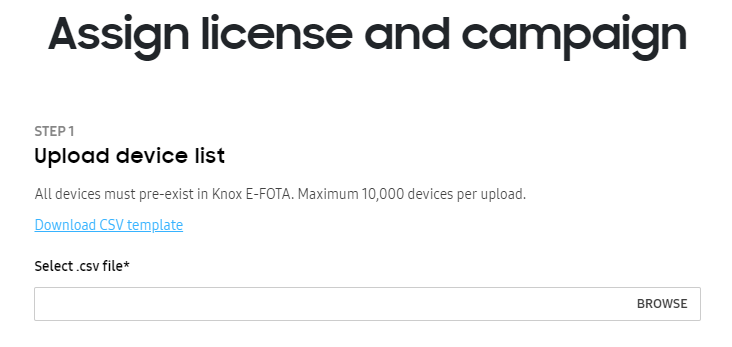 Assign license and campaign
STEP 1
Upload device list
All devices must pre-exist in Knox E-FOTA. Maximum 10,000 devices per upload.
Download CSV template
Select .csv file*
BROWSE